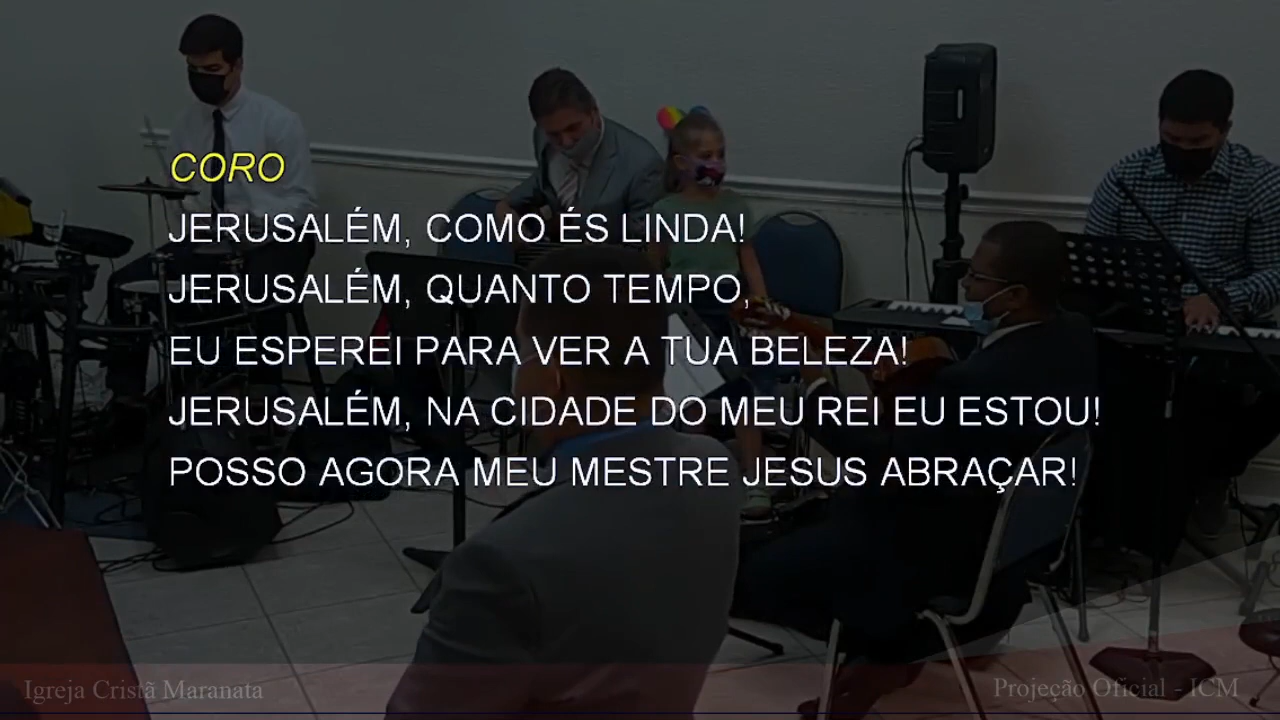 CORO
JERUSALÉM, COMO ÉS LINDA!
JERUSALÉM, QUANTO TEMPO,
EU ESPEREI PARA VER A TUA BELEZA!
JERUSALÉM, NA CIDADE DO MEU REI EU ESTOU!
POSSO AGORA MEU MESTRE JESUS ABRAÇAR!
Igreja Cristã Maranata
Projeção Oficial - ICM